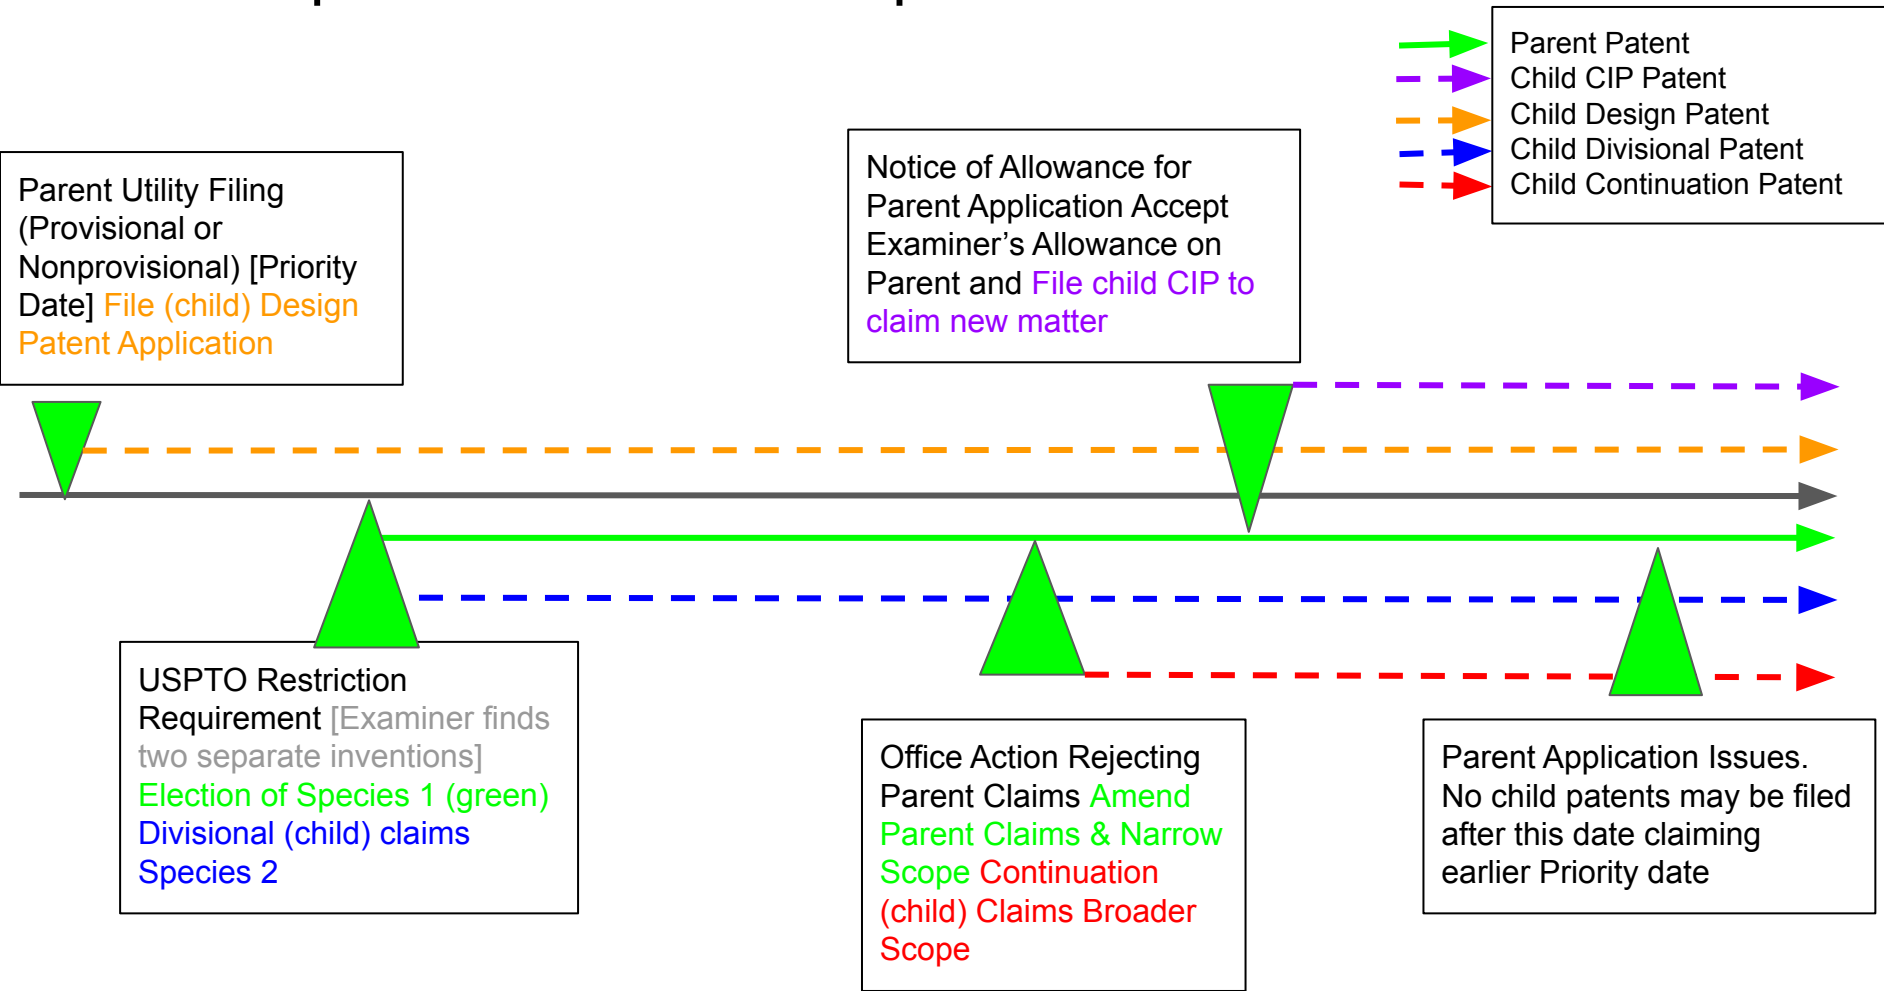 Parent Patent
Child CIP Patent
Child Design Patent
Child Divisional Patent
Child Continuation Patent
Parent Utility Filing
(Provisional or
Nonprovisional) [Priority
Date] File (child) Design
Patent Application
Notice of Allowance for
Parent Application Accept
Examiner’s Allowance on
Parent and File child CIP to
claim new matter
USPTO Restriction
Requirement [Examiner finds
two separate inventions]
Election of Species 1 (green)
Divisional (child) claims
Species 2
Office Action Rejecting
Parent Claims Amend
Parent Claims & Narrow
Scope Continuation
(child) Claims Broader
Scope
Parent Application Issues.
No child patents may be filed
after this date claiming
earlier Priority date